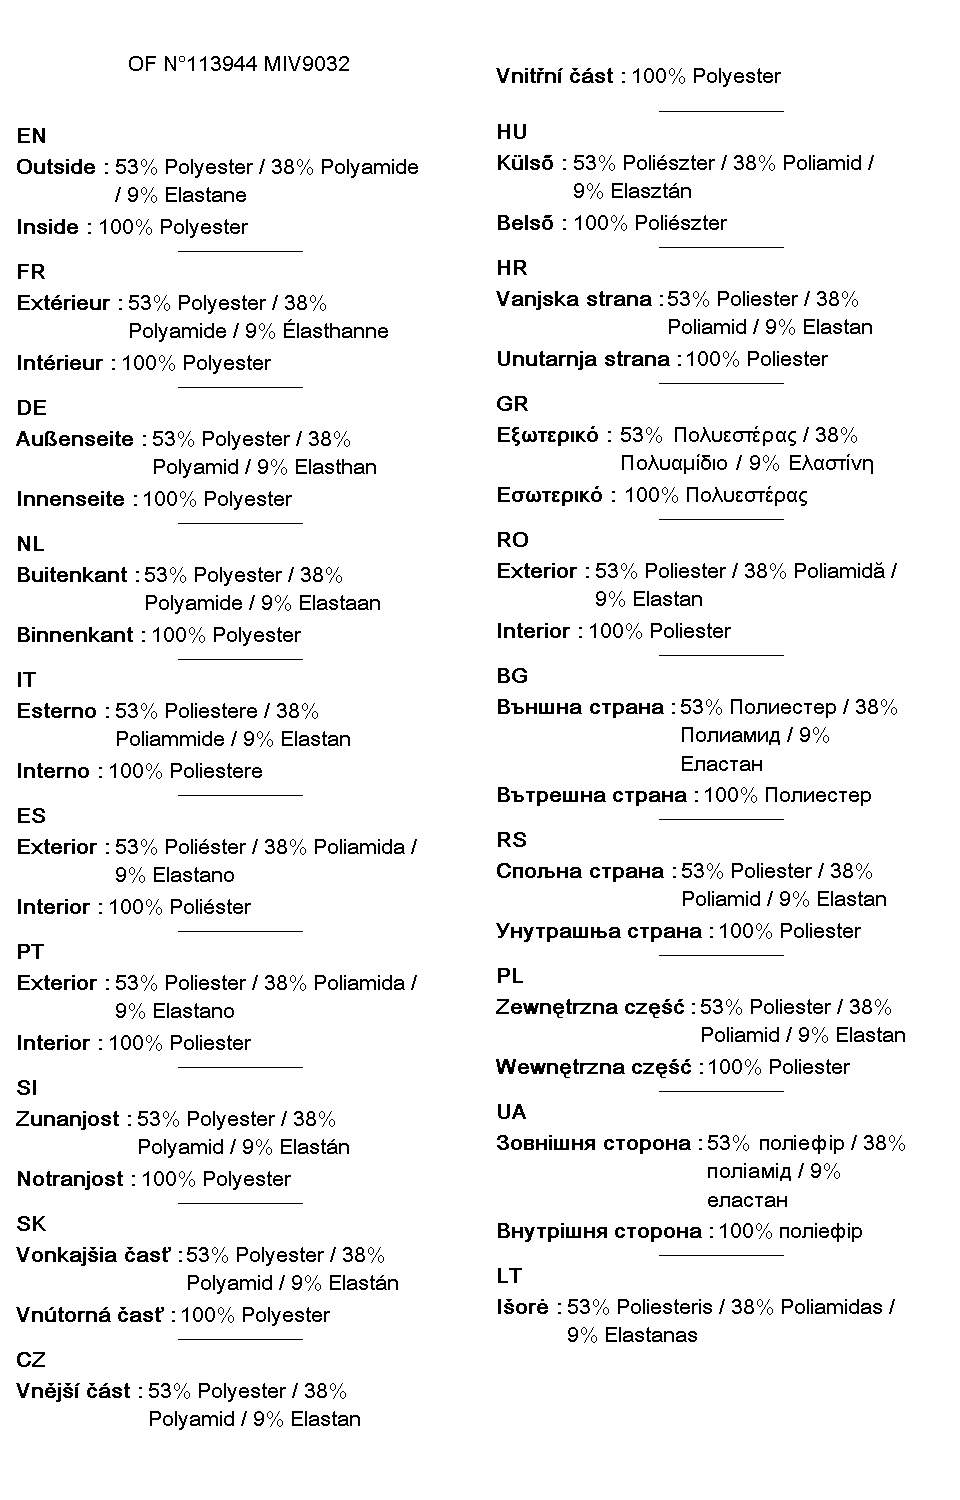 OF N°113944 MIV9032
EN
Outside : 53% Polyester / 38% Polyamide
/ 9% Elastane
Inside : 100% Polyester
FR
Extérieur : 53% Polyester / 38%
Polyamide / 9% Élasthanne
Intérieur : 100% Polyester
DE
Außenseite : 53% Polyester / 38%
Polyamid / 9% Elasthan
Innenseite : 100% Polyester
NL
Buitenkant : 53% Polyester / 38%
Polyamide / 9% Elastaan
Binnenkant : 100% Polyester
IT
Esterno : 53% Poliestere / 38%
Poliammide / 9% Elastan
Interno : 100% Poliestere
ES
Exterior : 53% Poliéster / 38% Poliamida /
9% Elastano
Interior : 100% Poliéster
PT
Exterior : 53% Poliester / 38% Poliamida /
9% Elastano
Interior : 100% Poliester
SI
Zunanjost : 53% Polyester / 38%
Polyamid / 9% Elastán
Notranjost : 100% Polyester
SK
Vonkajšia časť : 53% Polyester / 38%
Polyamid / 9% Elastán
Vnútorná časť : 100% Polyester
CZ
Vnější část : 53% Polyester / 38%
Polyamid / 9% Elastan
Vnitřní část : 100% Polyester
HU
Külsõ : 53% Poliészter / 38% Poliamid /
9% Elasztán
Belsõ : 100% Poliészter
HR
Vanjska strana : 53% Poliester / 38%
Poliamid / 9% Elastan
Unutarnja strana : 100% Poliester
GR
Εξωτερικό : 53% Πολυεστέρας / 38%
Πολυαμίδιο / 9% Ελαστίνη
Εσωτερικό : 100% Πολυεστέρας
RO
Exterior : 53% Poliester / 38% Poliamidă /
9% Elastan
Interior : 100% Poliester
BG
Външна страна : 53% Полиестер / 38%
Полиамид / 9%
Еластан
Вътрешна страна : 100% Полиестер
RS
Спољна страна : 53% Poliester / 38%
Poliamid / 9% Elastan
Унутрашња страна : 100% Poliester
PL
Zewnętrzna część : 53% Poliester / 38%
Poliamid / 9% Elastan
Wewnętrzna część : 100% Poliester
UA
Зовнішня сторона : 53% поліефір / 38%
поліамід / 9%
еластан
Внутрішня сторона : 100% поліефір
LT
Išorė : 53% Poliesteris / 38% Poliamidas /
9% Elastanas